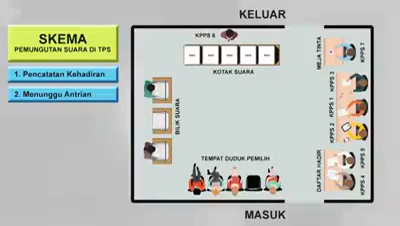 SKEMA
PEMUNGUTAN SUARA DI TPS
1. Pencatatan Kehadiran
2. Menunggu Antrian
KELUAR
KPPS 6
KOTAK SUARA
BILIK SUARA
TEMPAT DUDUK PEMILIH
MASUK
MEJA TINTA
KPPS 7
KPPS 3
KPPS 1
KPPS 2
DAFTAR HADIR
KPPS 5
KPPS 4